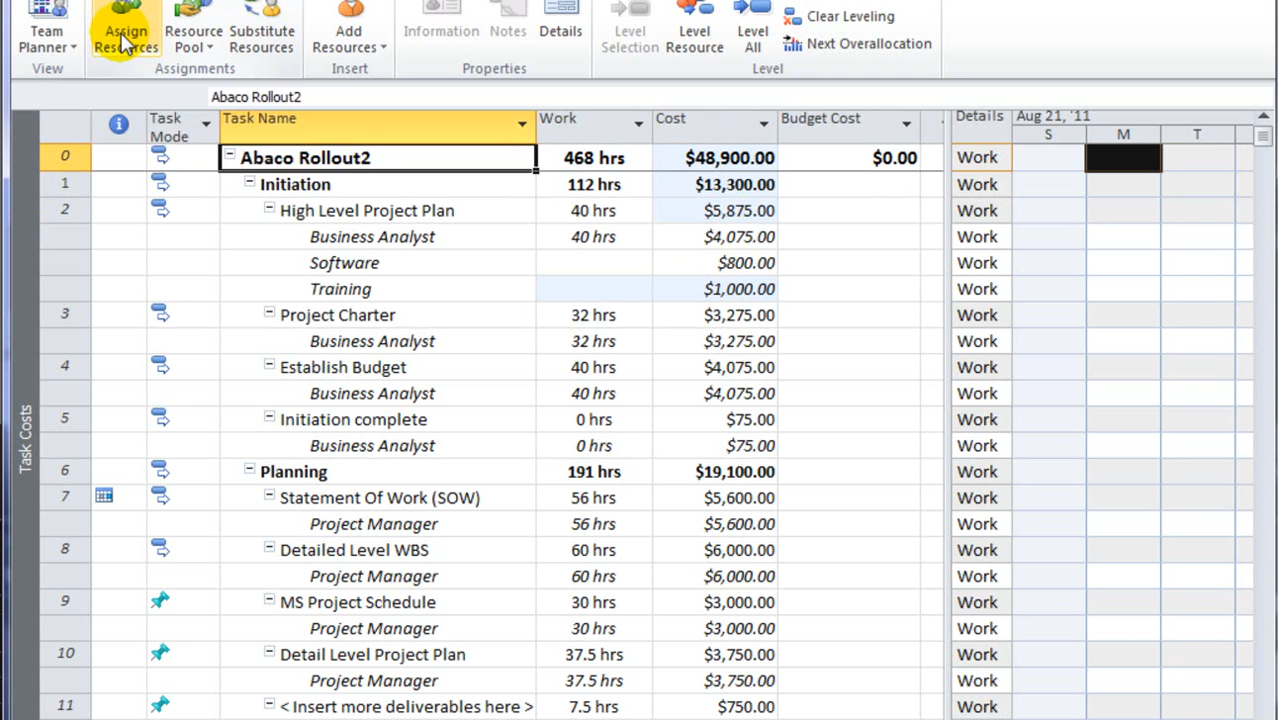 Team Planner
Assign Resources
Resource Pool
Substitute Resources
Add Resources
Information
Notes
Details
Level Selection
Level Resource
Level All
Clear Leveling
Next Overallocation
View
Assignments
Insert
Properties
Level
Abaco Rollout2
Task Mode
Task Name
Work
Cost
Budget Cost
Details
Aug 21, '11
S M T
0 Abaco Rollout2 468 hrs $48,900.00 $0.00 Work
1 Initiation 112 hrs $13,300.00 Work
2 High Level Project Plan 40 hrs $5,875.00 Work
Business Analyst 40 hrs $4,075.00 Work
Software $800.00 Work
Training $1,000.00 Work
3 Project Charter 32 hrs $3,275.00 Work
Business Analyst 32 hrs $3,275.00 Work
4 Establish Budget 40 hrs $4,075.00 Work
Business Analyst 40 hrs $4,075.00 Work
5 Initiation complete 0 hrs $75.00 Work
Business Analyst 0 hrs $75.00 Work
6 Planning 191 hrs $19,100.00 Work
7 Statement Of Work (SOW) 56 hrs $5,600.00 Work
Project Manager 56 hrs $5,600.00 Work
8 Detailed Level WBS 60 hrs $6,000.00 Work
Project Manager 60 hrs $6,000.00 Work
9 MS Project Schedule 30 hrs $3,000.00 Work
Project Manager 30 hrs $3,000.00 Work
10 Detail Level Project Plan 37.5 hrs $3,750.00 Work
Project Manager 37.5 hrs $3,750.00 Work
11 < Insert more deliverables here > 7.5 hrs $750.00 Work
Task Costs